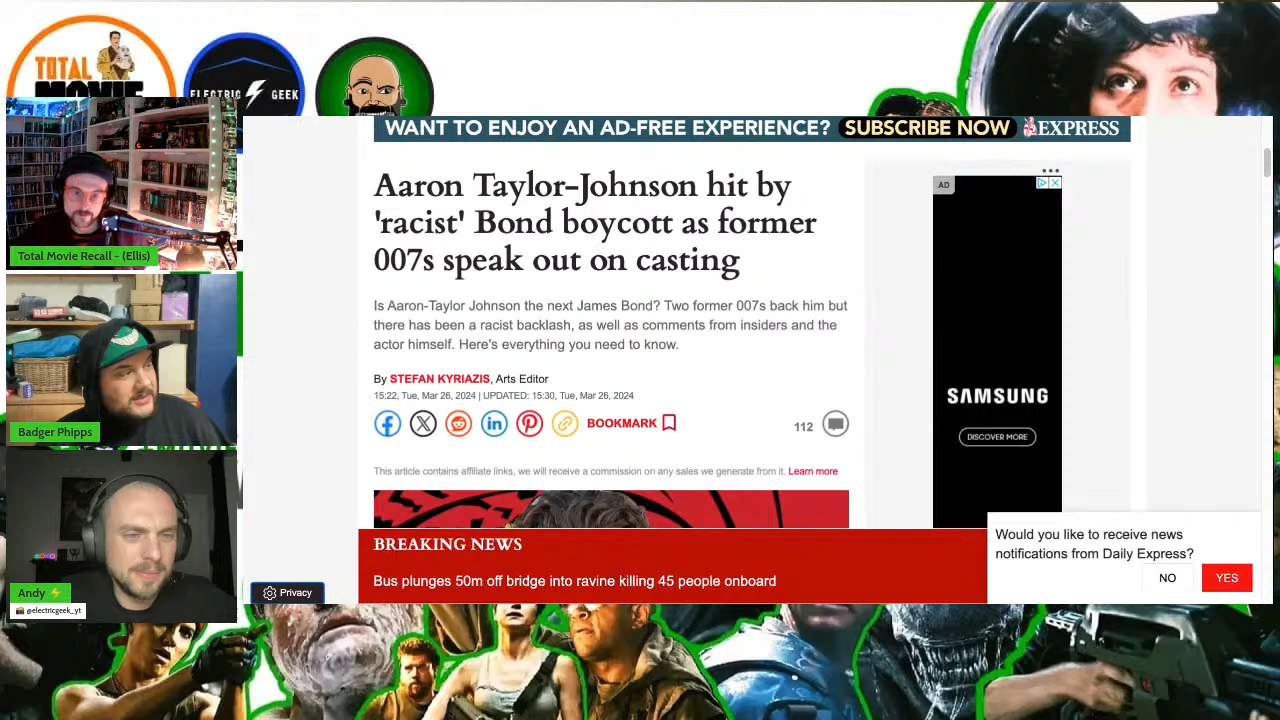 TOTAL
MOVIE
ELECTRIC GEEK
WANT TO ENJOY AN AD-FREE EXPERIENCE? SUBSCRIBE NOW EXPRESS
Total Movie Recall - (Ellis)
Badger Phipps
Andy
@electricgeek_yt
Aaron Taylor-Johnson hit by
'racist' Bond boycott as former
007s speak out on casting
Is Aaron-Taylor Johnson the next James Bond? Two former 007s back him but
there has been a racist backlash, as well as comments from insiders and the
actor himself. Here's everything you need to know.
By STEFAN KYRIAZIS, Arts Editor
15:22, Tue, Mar 26, 2024 | UPDATED: 15:30, Tue, Mar 26, 2024
BOOKMARK
112
This article contains affiliate links, we will receive a commission on any sales we generate from it. Learn more
AD
SAMSUNG
DISCOVER MORE
BREAKING NEWS
Bus plunges 50m off bridge into ravine killing 45 people onboard
Privacy
Would you like to receive news
notifications from Daily Express?
NO
YES